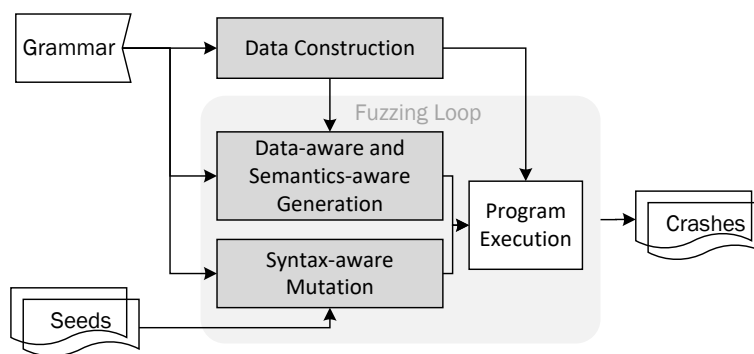 Grammar
Data Construction
Fuzzing Loop
Data-aware and
Semantics-aware
Generation
Program
Execution
Crashes
Syntax-aware
Mutation
Seeds